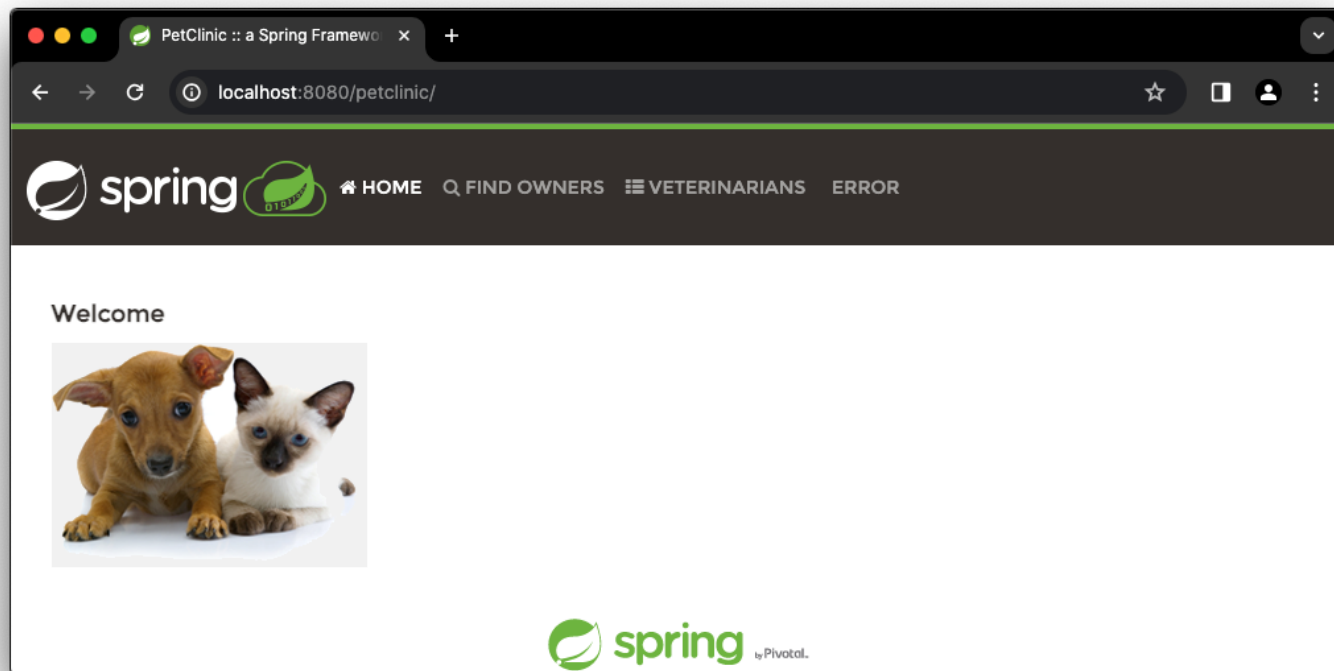 PetClinic :: a Spring Framewo
localhost:8080/petclinic/
spring HOME FIND OWNERS VETERINARIANS ERROR
Welcome
spring by Pivotal.